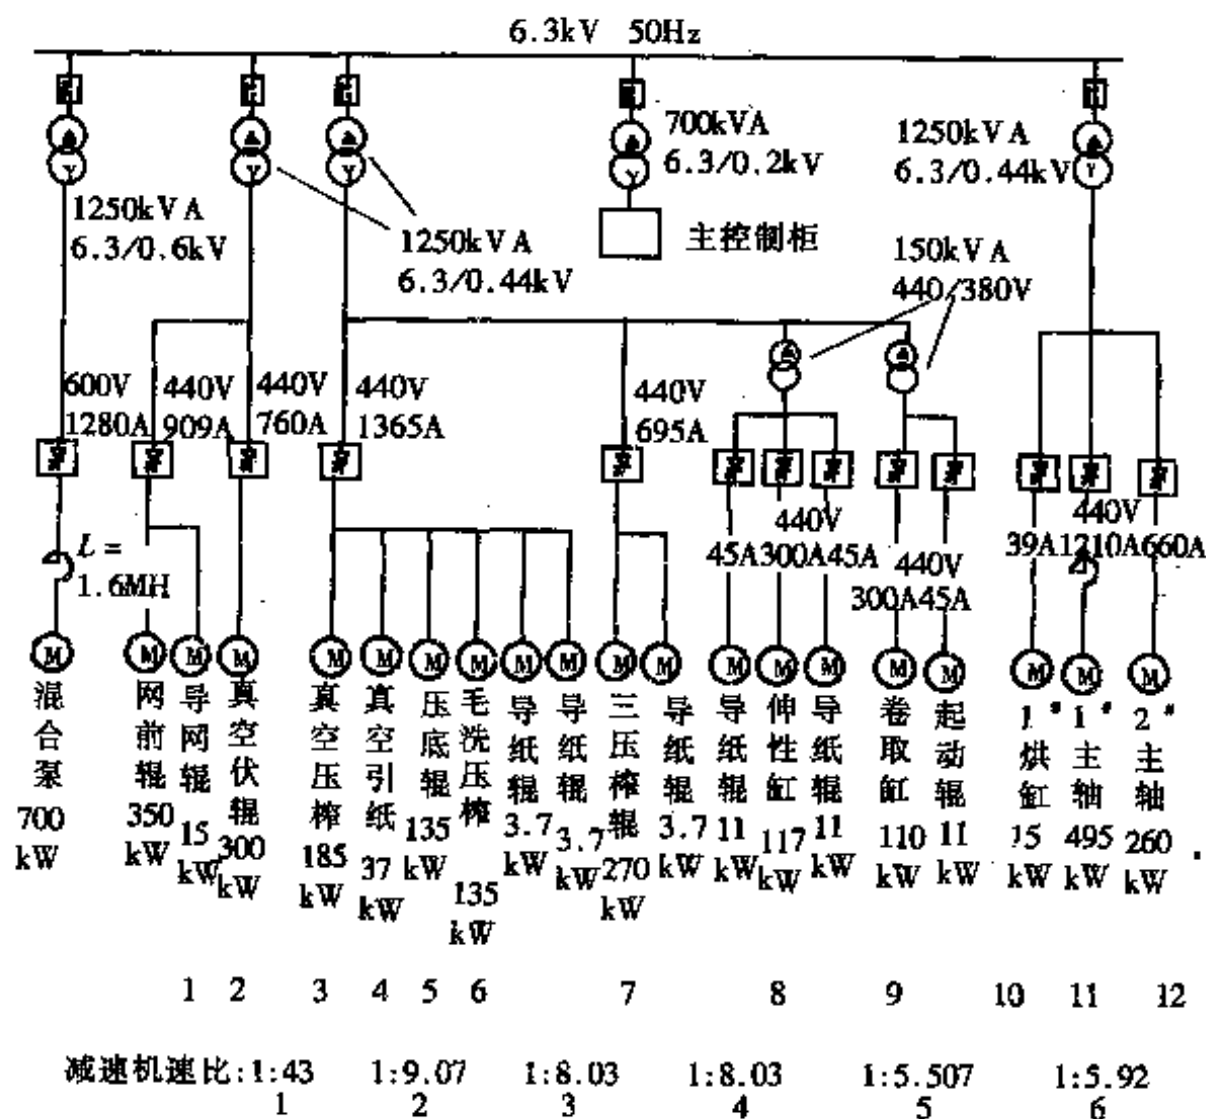 6.3kV 50Hz
700kVA
6.3/0.2kV
1250kVA
6.3/0.44kV
1250kVA
6.3/0.6kV
1250kVA
6.3/0.44kV
主控制柜
150kVA
440/380V
600V
1280A
440V
909A
440V
760A
440V
1365A
440V
695A
440V
45A 300A 45A
440V
300A 45A
440V
39A 1210A 660A
L=
1.6MH
M M M M M M M M M M M M M M M M M M M M
混合泵
700
kW
网前辊
350
kW
导网辊
15
kW
真空伏辊
300
kW
真空压榨
185
kW
真空引纸
37
kW
压底辊
135
kW
毛洗压榨
135
kW
导纸辊
3.7
kW
导纸辊
3.7
kW
三压榨辊
270
kW
导纸辊
3.7
kW
导纸辊
11
kW
伸性缸
117
kW
导纸辊
11
kW
卷取缸
110
kW
起动辊
11
kW
1#烘缸
15
kW
1#主轴
495
kW
2#主轴
260
kW
1 2 3 4 5 6 7 8 9 10 11 12
减速机速比:1:43 1:9.07 1:8.03 1:8.03 1:5.507 1:5.92
1 2 3 4 5 6